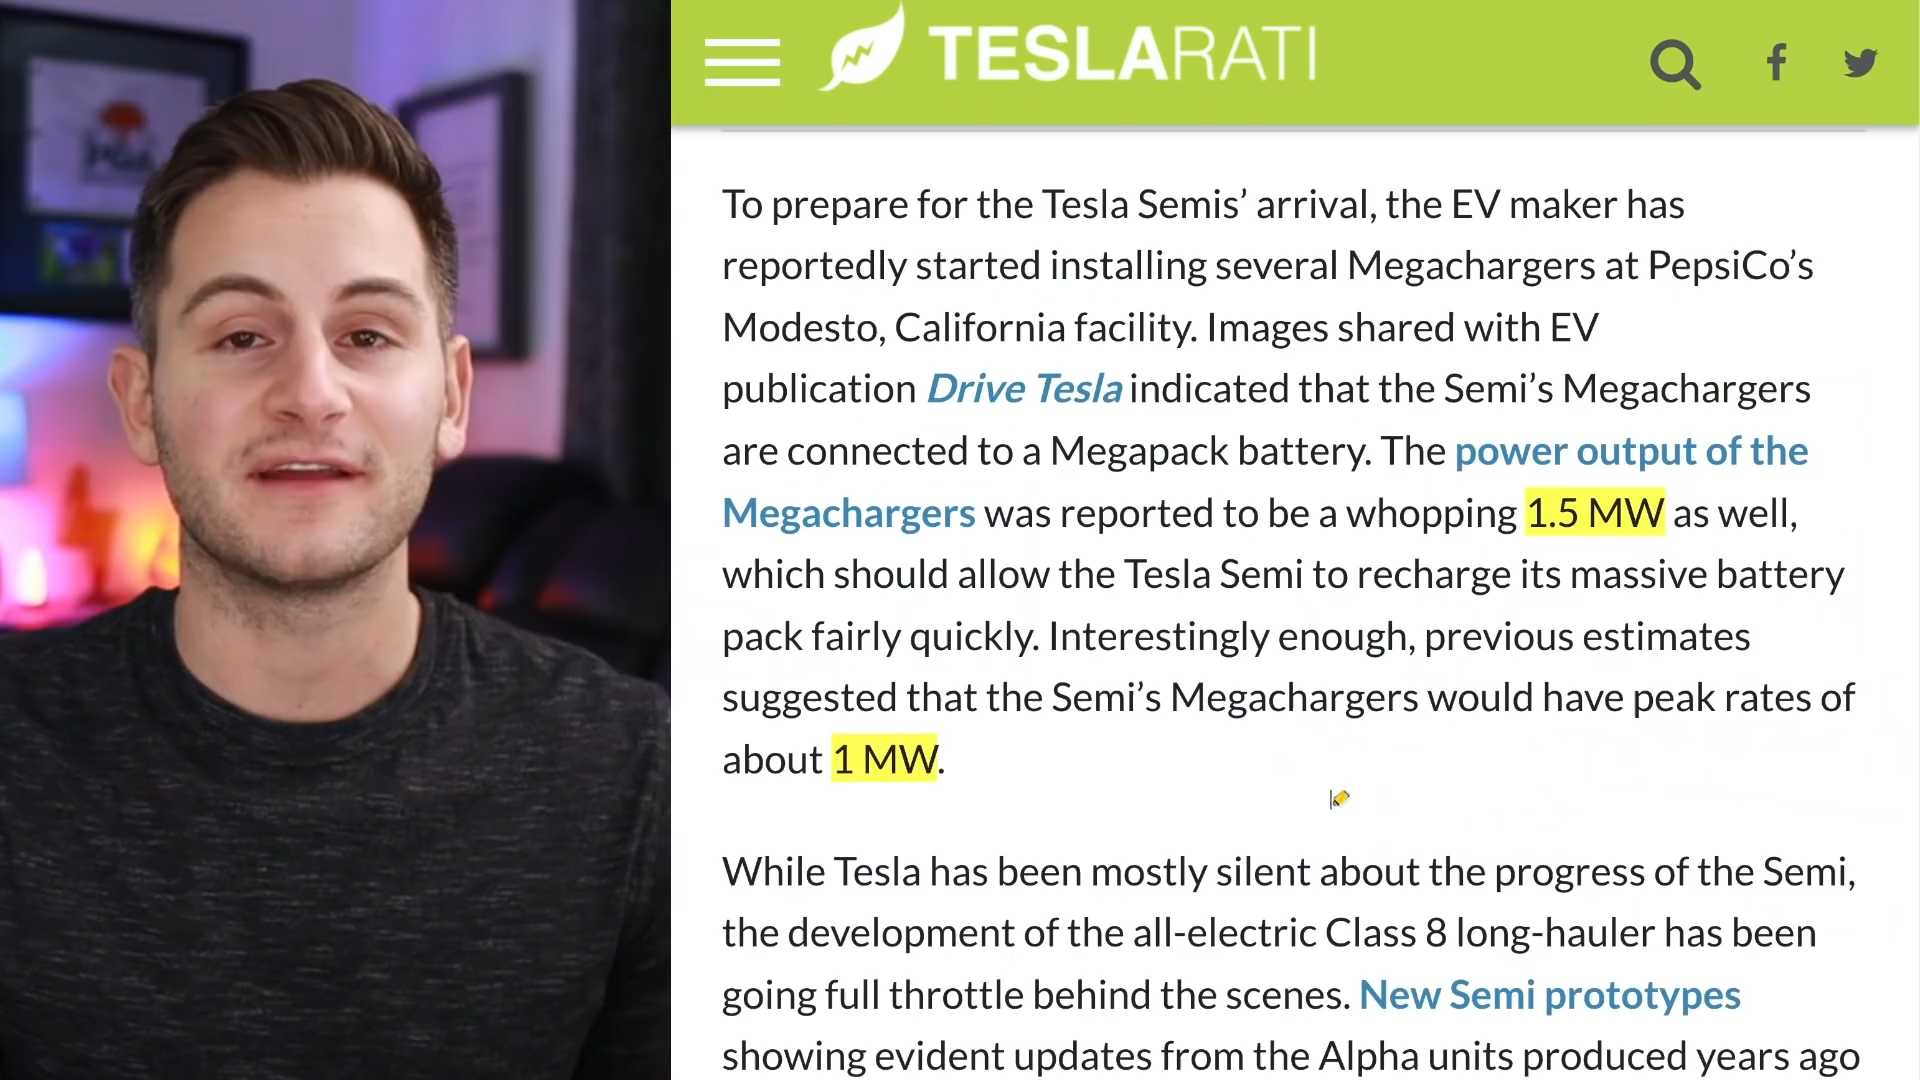 PGA
TESLARATI
To prepare for the Tesla Semis’ arrival, the EV maker has
reportedly started installing several Megachargers at PepsiCo’s
Modesto, California facility. Images shared with EV
publication Drive Tesla indicated that the Semi’s Megachargers
are connected to a Megapack battery. The power output of the
Megachargers was reported to be a whopping 1.5 MW as well,
which should allow the Tesla Semi to recharge its massive battery
pack fairly quickly. Interestingly enough, previous estimates
suggested that the Semi’s Megachargers would have peak rates of
about 1 MW.
While Tesla has been mostly silent about the progress of the Semi,
the development of the all-electric Class 8 long-hauler has been
going full throttle behind the scenes. New Semi prototypes
showing evident updates from the Alpha units produced years ago